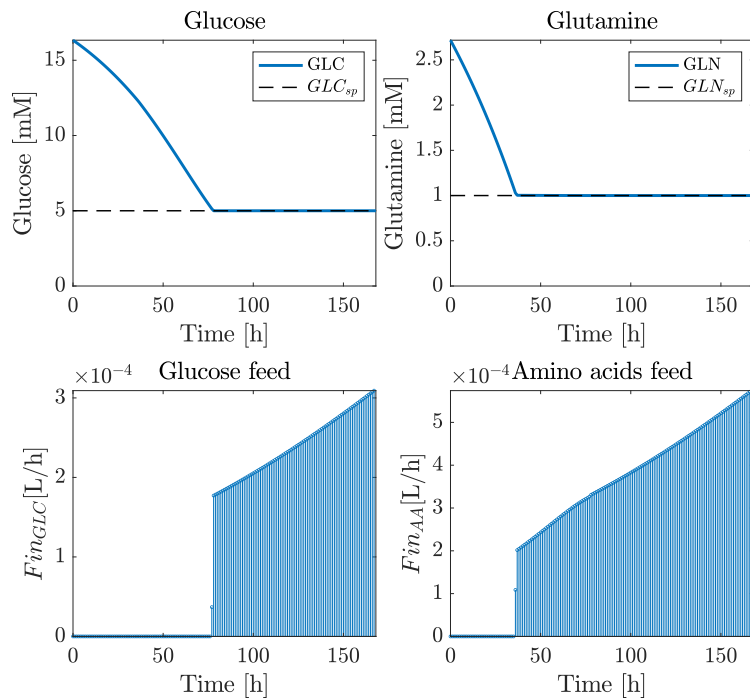 Glucose
Glucose [mM]
15
10
5
0
GLC
GLC_sp
0 50 100 150
Time [h]
Glutamine
Glutamine [mM]
2.5
2
1.5
1
0.5
0
GLN
GLN_sp
0 50 100 150
Time [h]
×10⁻⁴
Glucose feed
Fin_GLC[L/h]
3
2
1
0
0 50 100 150
Time [h]
×10⁻⁴
Amino acids feed
Fin_AA[L/h]
5
4
3
2
1
0
0 50 100 150
Time [h]